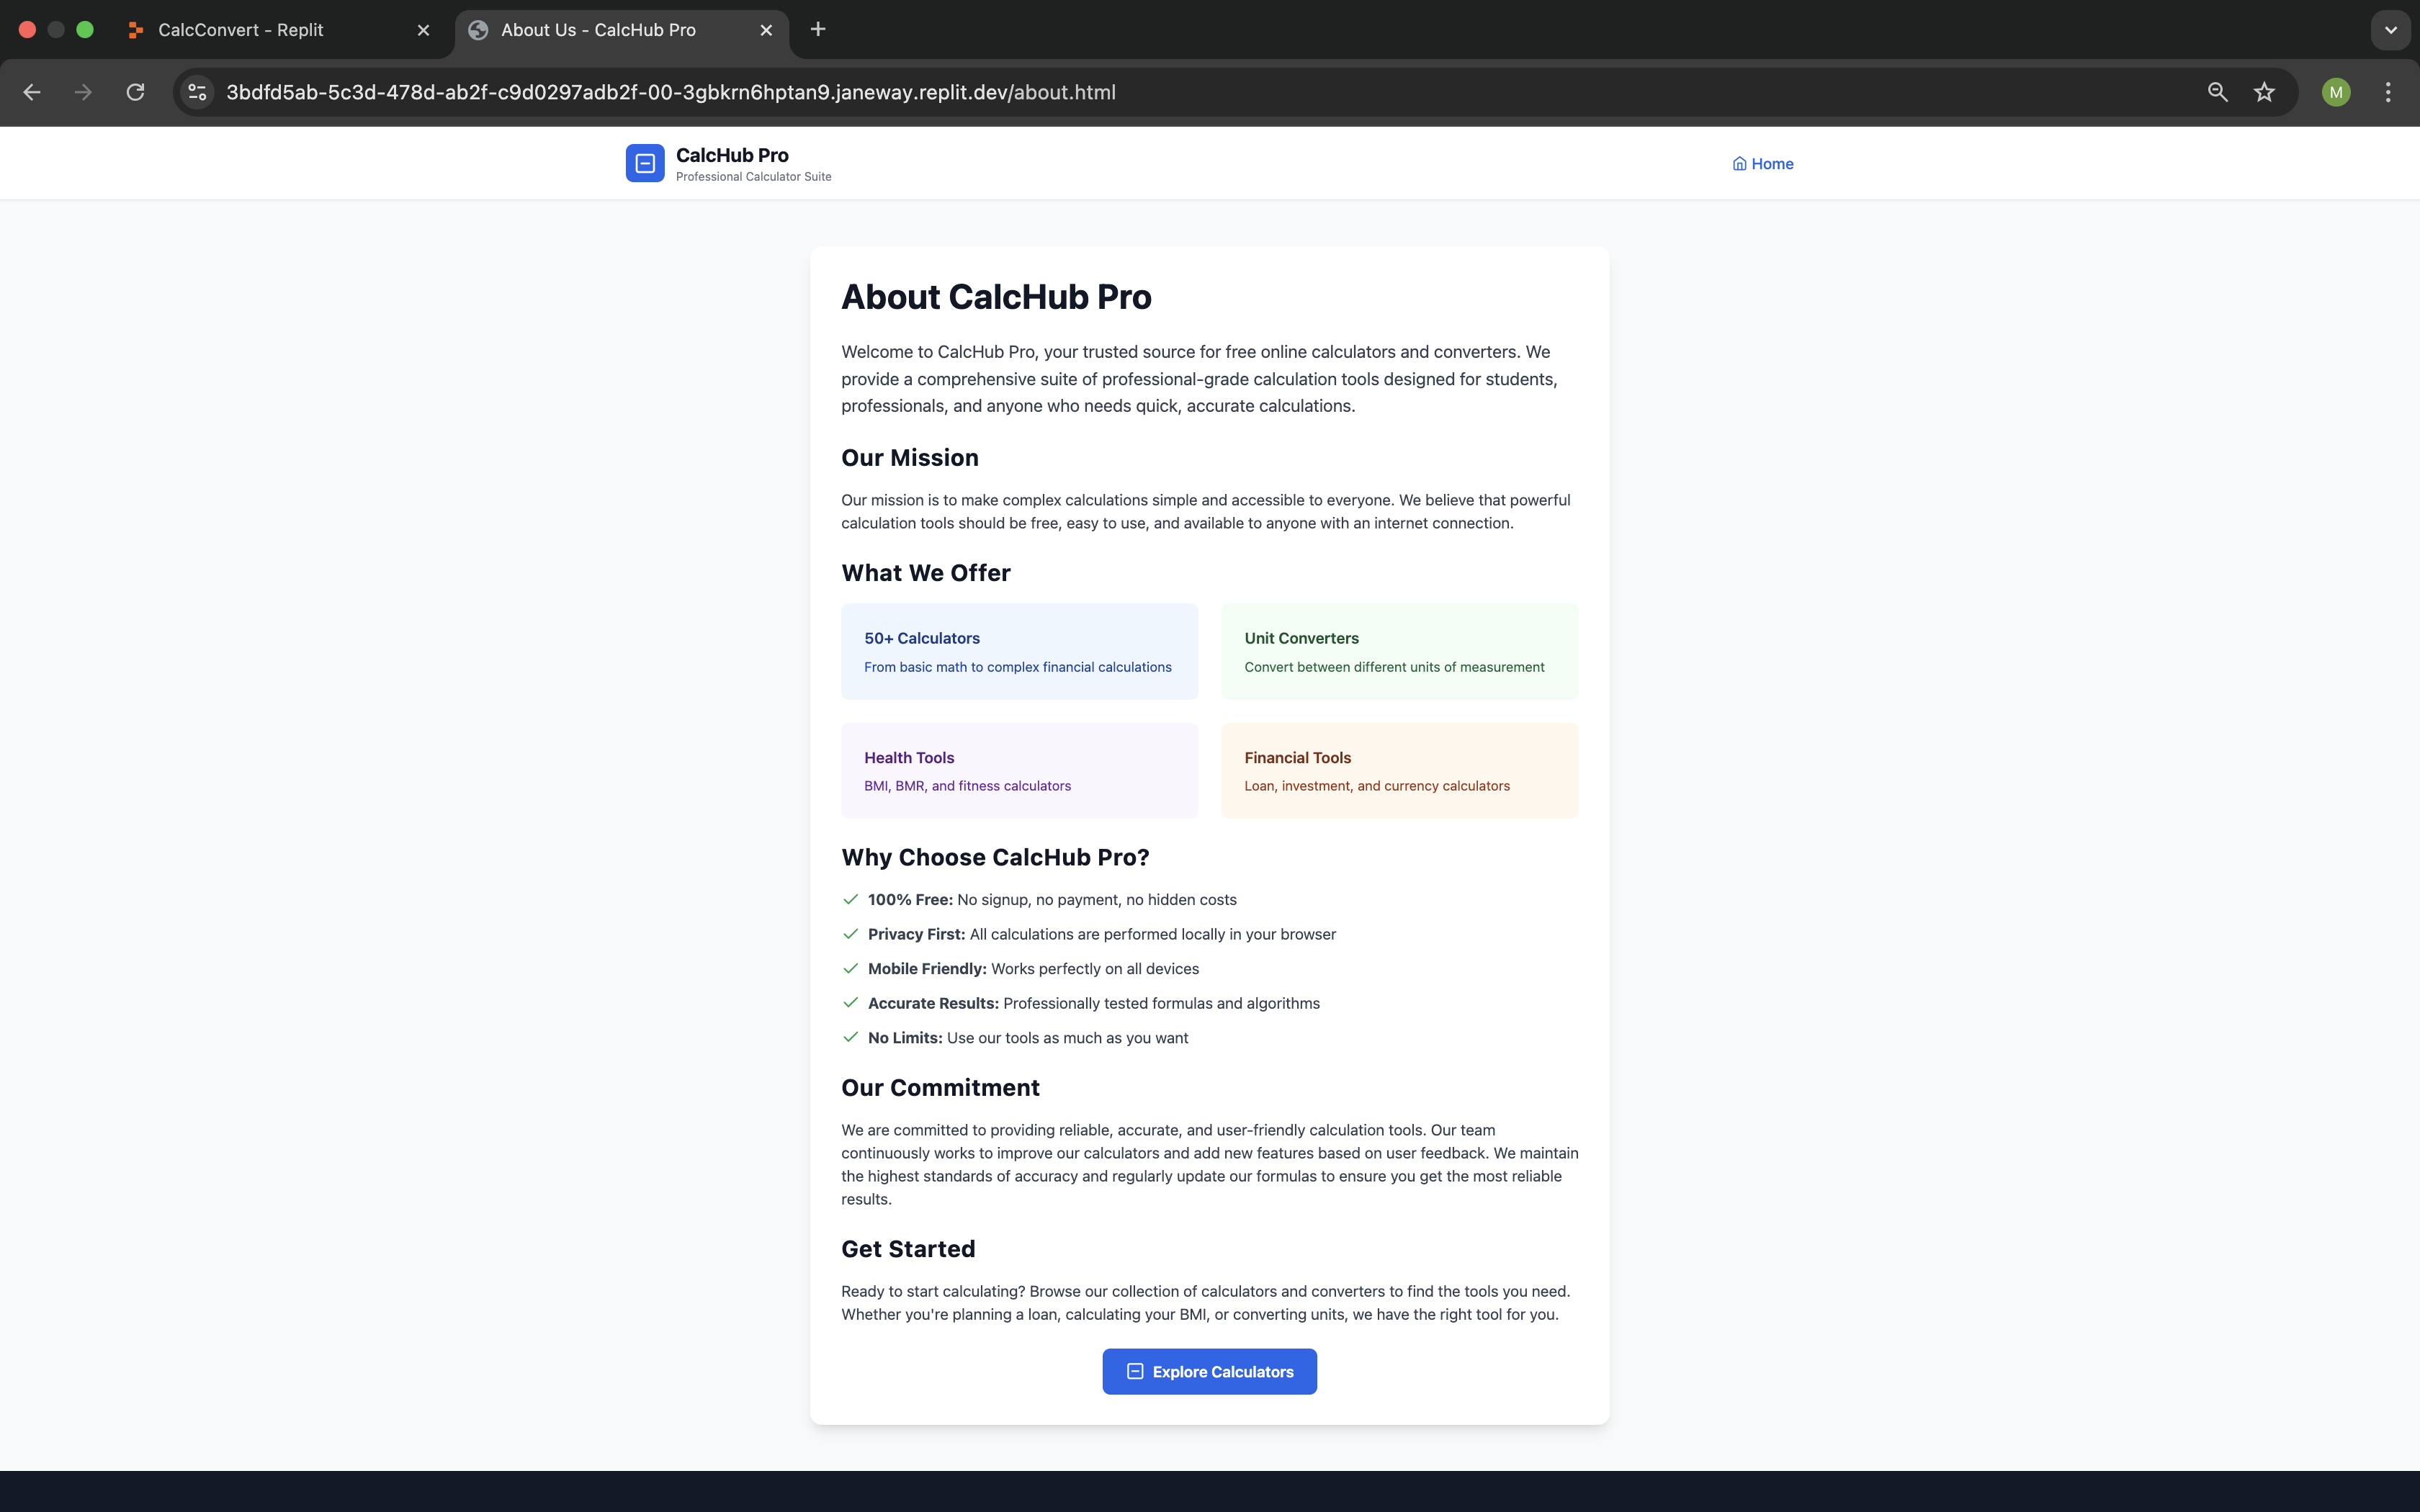 CalcConvert - Replit
About Us - CalcHub Pro
3bdfd5ab-5c3d-478d-ab2f-c9d0297adb2f-00-3gbkrn6hptan9.janeway.replit.dev/about.html
M
CalcHub Pro
Professional Calculator Suite
Home
About CalcHub Pro
Welcome to CalcHub Pro, your trusted source for free online calculators and converters. We
provide a comprehensive suite of professional-grade calculation tools designed for students,
professionals, and anyone who needs quick, accurate calculations.
Our Mission
Our mission is to make complex calculations simple and accessible to everyone. We believe that powerful
calculation tools should be free, easy to use, and available to anyone with an internet connection.
What We Offer
50+ Calculators
From basic math to complex financial calculations
Unit Converters
Convert between different units of measurement
Health Tools
BMI, BMR, and fitness calculators
Financial Tools
Loan, investment, and currency calculators
Why Choose CalcHub Pro?
100% Free: No signup, no payment, no hidden costs
Privacy First: All calculations are performed locally in your browser
Mobile Friendly: Works perfectly on all devices
Accurate Results: Professionally tested formulas and algorithms
No Limits: Use our tools as much as you want
Our Commitment
We are committed to providing reliable, accurate, and user-friendly calculation tools. Our team
continuously works to improve our calculators and add new features based on user feedback. We maintain
the highest standards of accuracy and regularly update our formulas to ensure you get the most reliable
results.
Get Started
Ready to start calculating? Browse our collection of calculators and converters to find the tools you need.
Whether you're planning a loan, calculating your BMI, or converting units, we have the right tool for you.
Explore Calculators